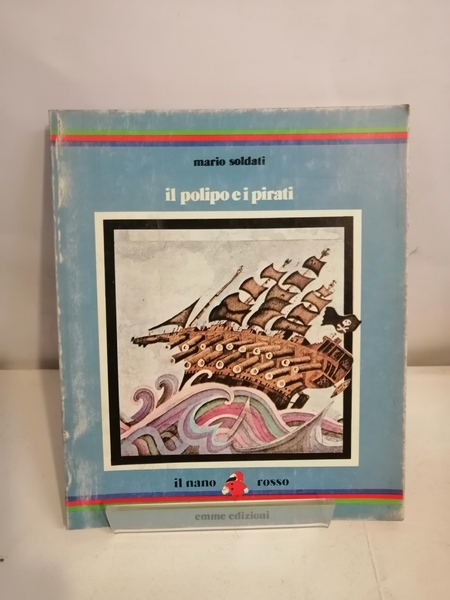 mario soldati
il polipo e i pirati
il nano rosso
emme edizioni